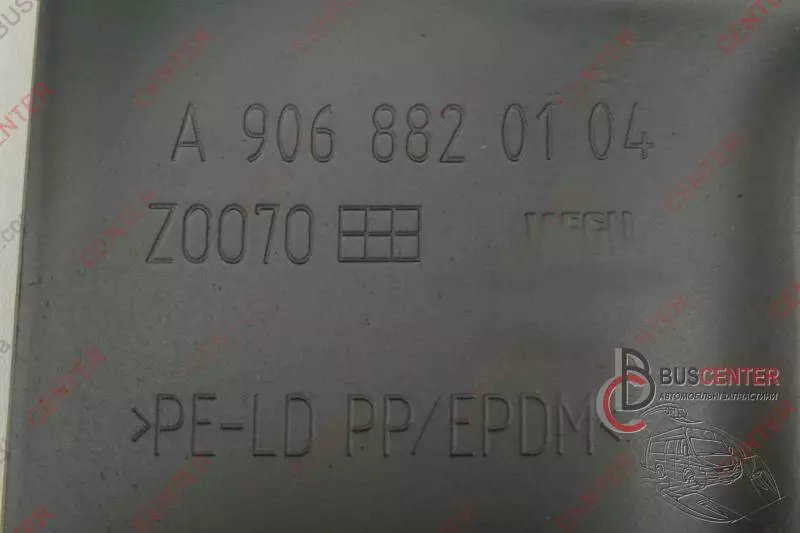 A 906 882 01 04
Z0070
>PE-LD PP/EPDM<
BUSCENTER
АВТОМОБІЛЬНІ ЗАПЧАСТИНИ